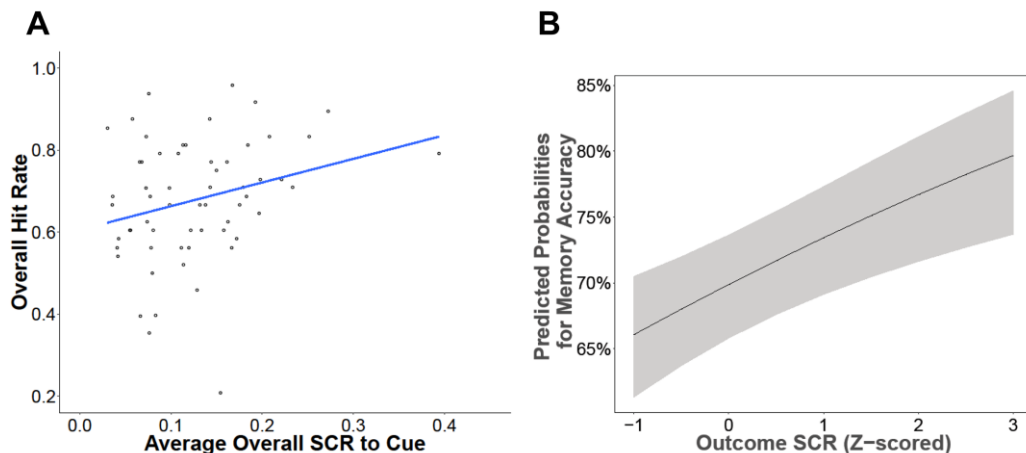 A
Overall Hit Rate
1.0
0.8
0.6
0.4
0.2
0.0 0.1 0.2 0.3 0.4
Average Overall SCR to Cue
B
Predicted Probabilities
for Memory Accuracy
85%
80%
75%
70%
65%
−1 0 1 2 3
Outcome SCR (Z−scored)